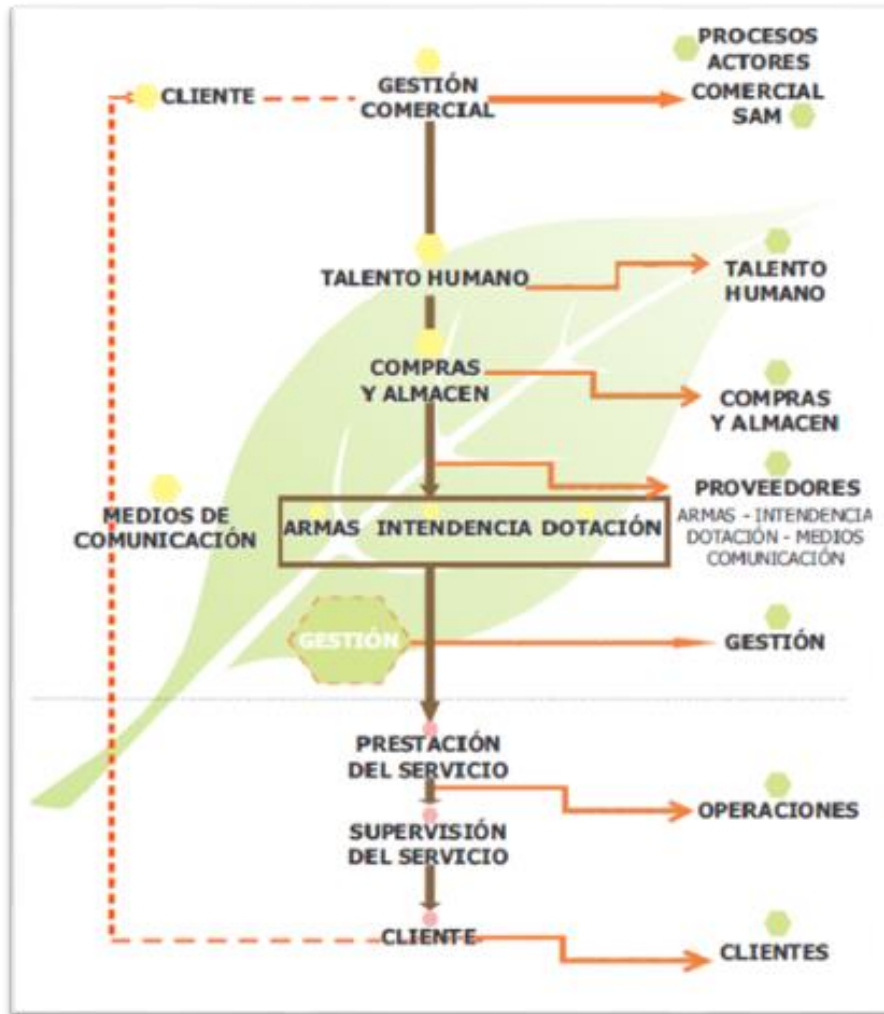 PROCESOS
ACTORES
CLIENTE
GESTIÓN
COMERCIAL
COMERCIAL
SAM
TALENTO HUMANO
TALENTO
HUMANO
COMPRAS
Y ALMACEN
COMPRAS
Y ALMACEN
PROVEEDORES
ARMAS - INTENDENCIA
DOTACIÓN - MEDIOS
COMUNICACIÓN
MEDIOS DE
COMUNICACIÓN
ARMAS INTENDENCIA DOTACIÓN
GESTIÓN
GESTIÓN
PRESTACIÓN
DEL SERVICIO
OPERACIONES
SUPERVISIÓN
DEL SERVICIO
CLIENTE
CLIENTES